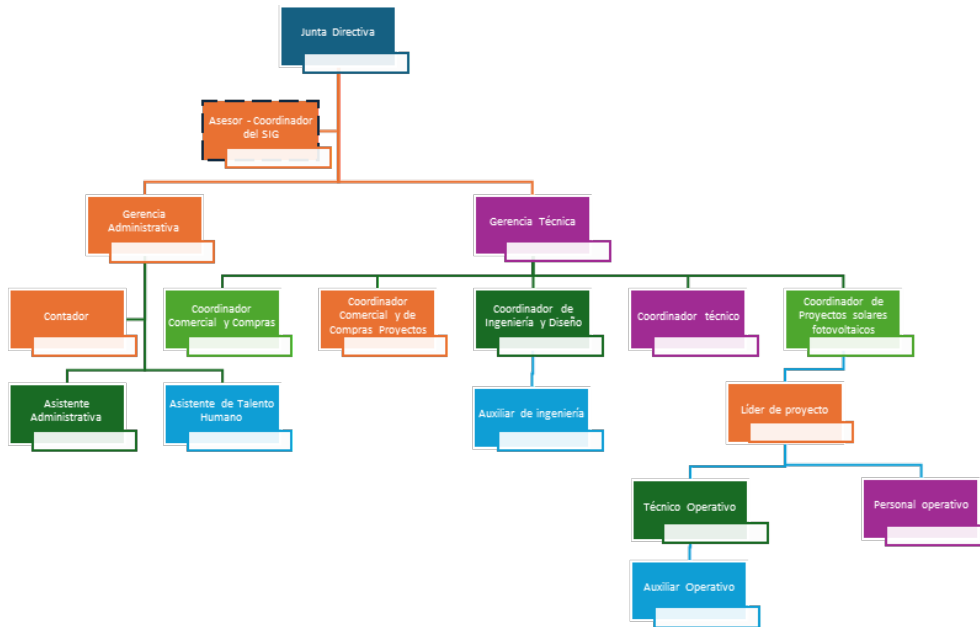 Junta Directiva
Asesor - Coordinador
del SIG
Gerencia
Administrativa
Gerencia Técnica
Contador
Coordinador
Comercial y Compras
Coordinador
Comercial y de
Compras Proyectos
Coordinador de
Ingeniería y Diseño
Coordinador técnico
Coordinador de
Proyectos solares
fotovoltaicos
Asistente
Administrativa
Asistente de Talento
Humano
Auxiliar de ingeniería
Líder de proyecto
Técnico Operativo
Personal operativo
Auxiliar Operativo